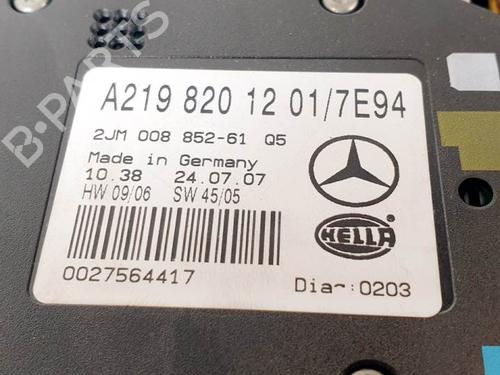 A219 820 12 01/7E94
2JM 008 852-61 Q5
Made in Germany
10.38 24.07.07
HW 09/06 SW 45/05
HELLA
0027564417
Dia-:0203
B-PARTS